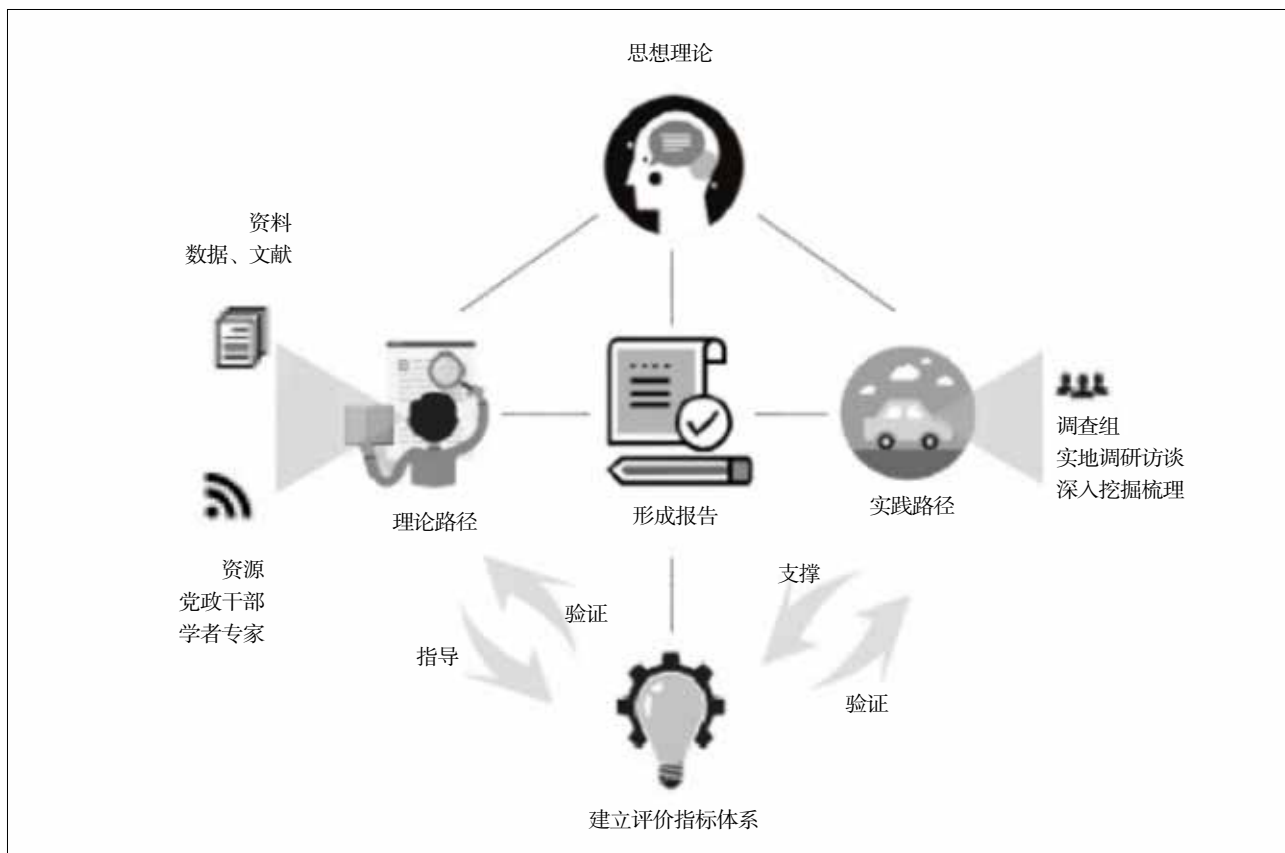 思想理论
资料
数据、文献
调查组
实地调研访谈
深入挖掘梳理
理论路径
形成报告
实践路径
资源
党政干部
学者专家
指导
验证
支撑
验证
建立评价指标体系